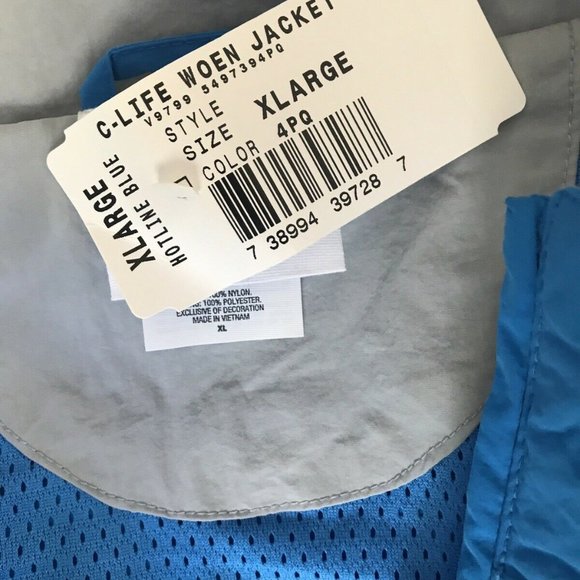 C-LIFE WOEN JACKET
V9799 5497394PQ
STYLE
SIZE XLARGE
COLOR 4PQ
7 38994 39728 7
XLARGE
HOTLINE BLUE
100% NYLON.
100% POLYESTER.
EXCLUSIVE OF DECORATION
MADE IN VIETNAM
XL